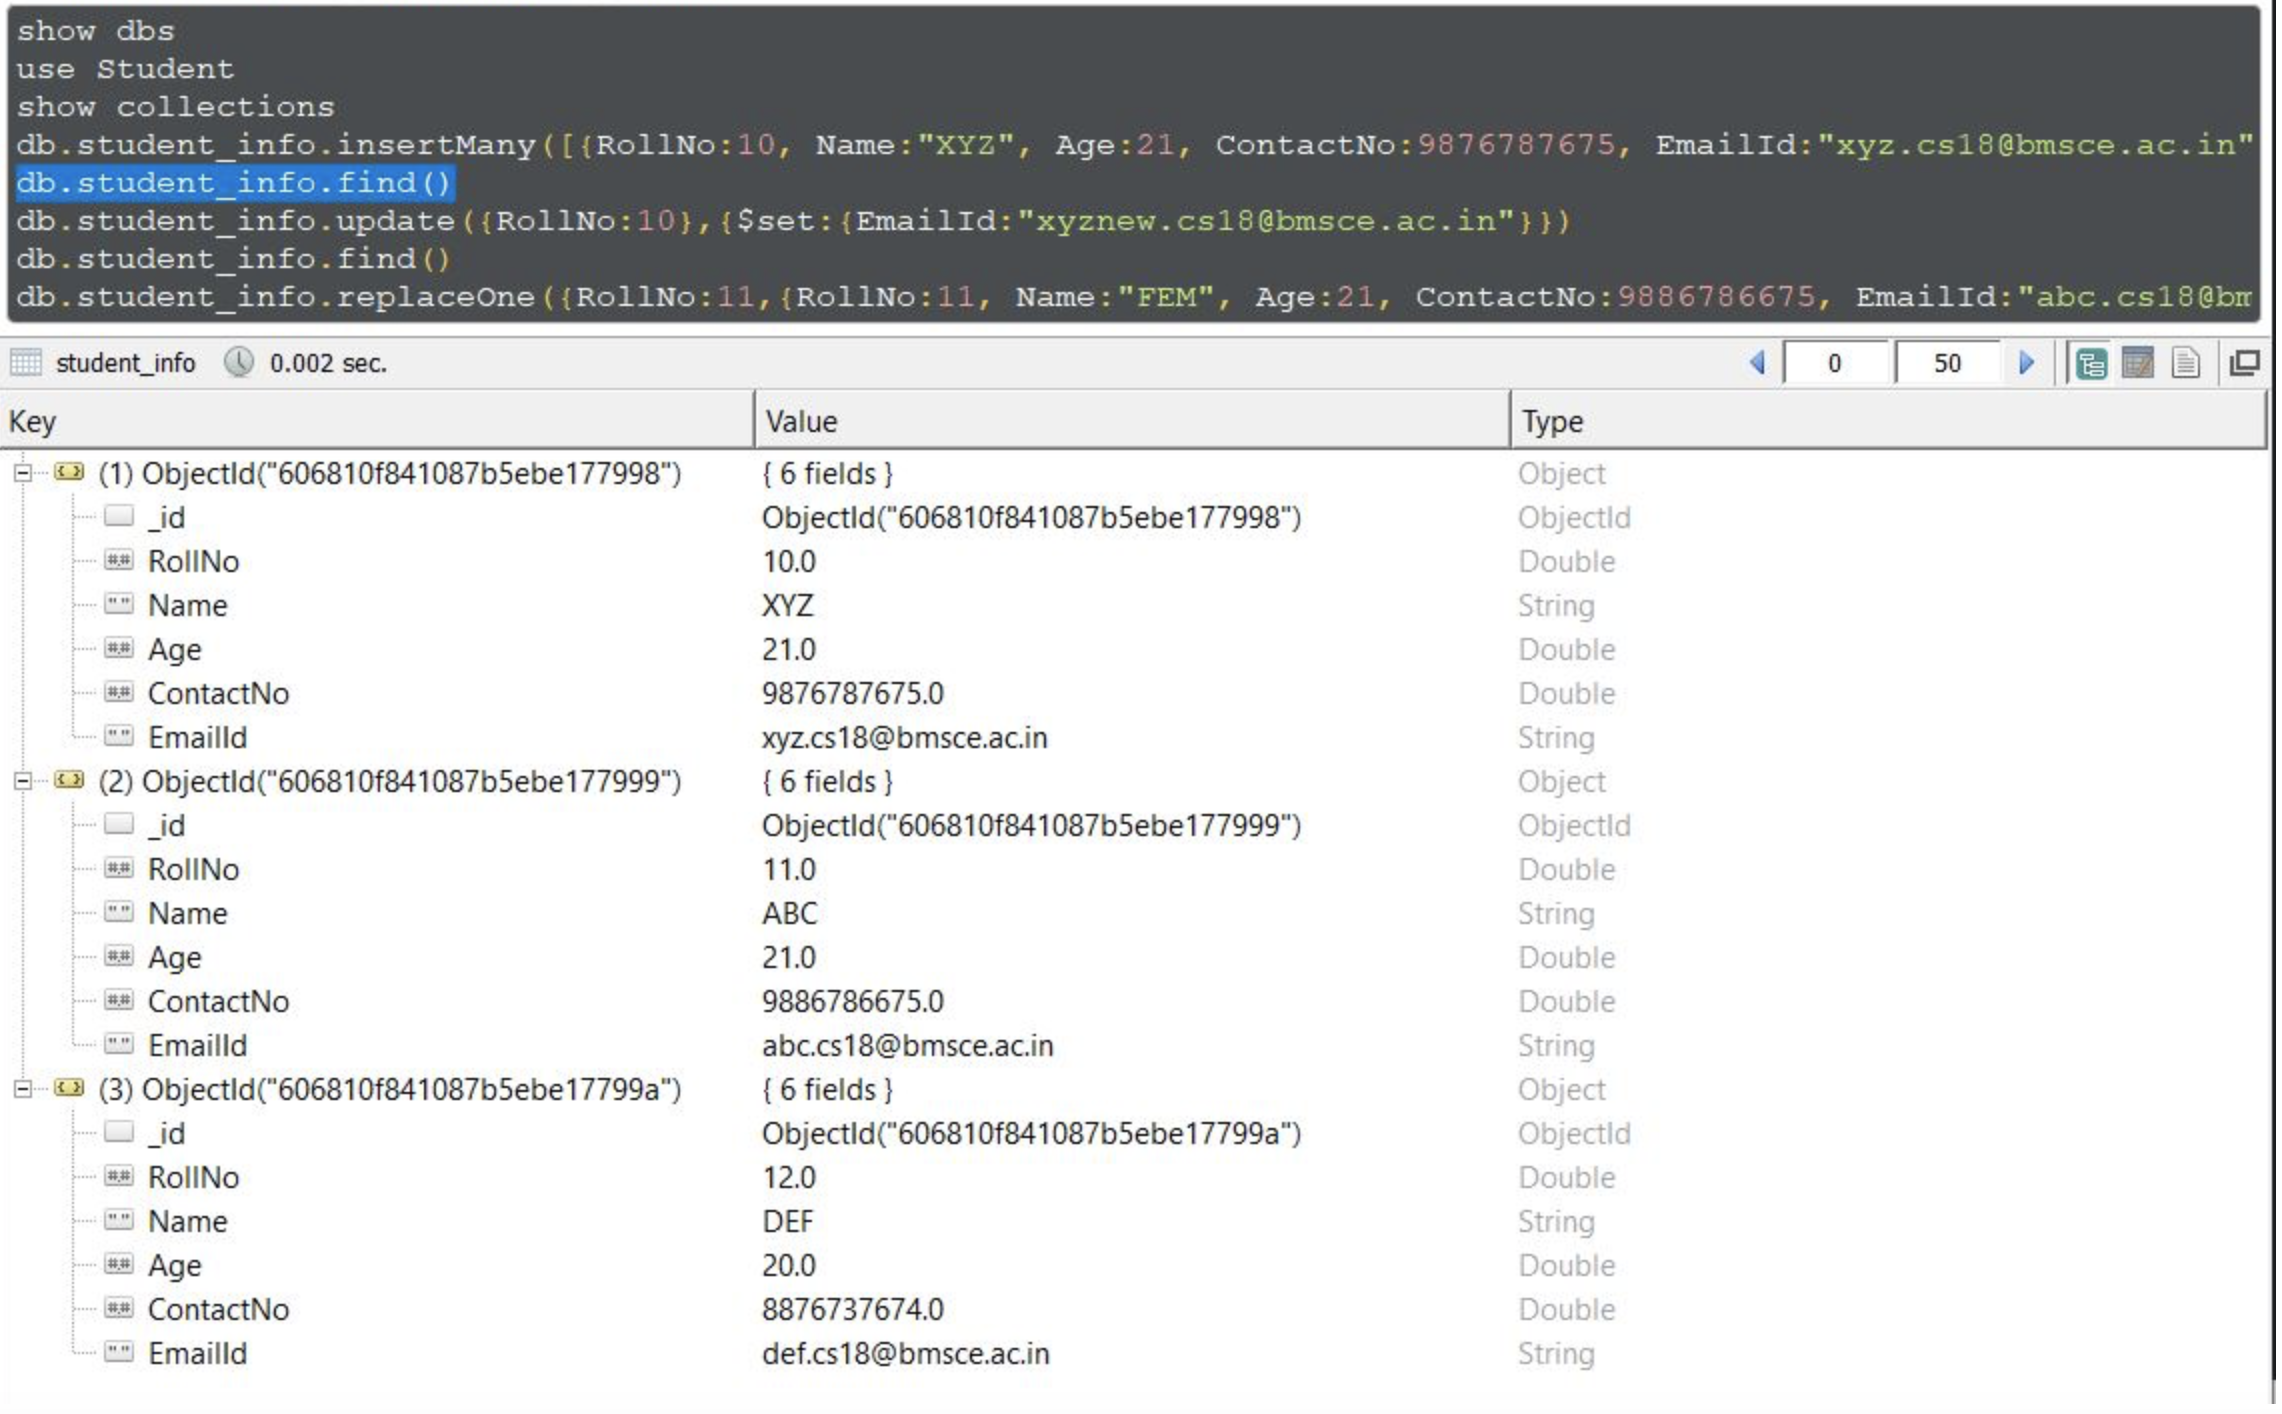 show dbs
use Student
show collections
db.student_info.insertMany([{RollNo:10, Name:"XYZ", Age:21, ContactNo:9876787675, EmailId:"xyz.cs18@bmsce.ac.in"
db.student_info.find()
db.student_info.update({RollNo:10},{$set:{EmailId:"xyznew.cs18@bmsce.ac.in"}})
db.student_info.find()
db.student_info.replaceOne({RollNo:11,{RollNo:11, Name:"FEM", Age:21, ContactNo:9886786675, EmailId:"abc.cs18@bm
student_info 0.002 sec. 0 50
Key Value Type
(1) ObjectId("606810f841087b5ebe177998") { 6 fields } Object
_id ObjectId("606810f841087b5ebe177998") ObjectId
RollNo 10.0 Double
Name XYZ String
Age 21.0 Double
ContactNo 9876787675.0 Double
EmailId xyz.cs18@bmsce.ac.in String
(2) ObjectId("606810f841087b5ebe177999") { 6 fields } Object
_id ObjectId("606810f841087b5ebe177999") ObjectId
RollNo 11.0 Double
Name ABC String
Age 21.0 Double
ContactNo 9886786675.0 Double
EmailId abc.cs18@bmsce.ac.in String
(3) ObjectId("606810f841087b5ebe17799a") { 6 fields } Object
_id ObjectId("606810f841087b5ebe17799a") ObjectId
RollNo 12.0 Double
Name DEF String
Age 20.0 Double
ContactNo 8876737674.0 Double
EmailId def.cs18@bmsce.ac.in String